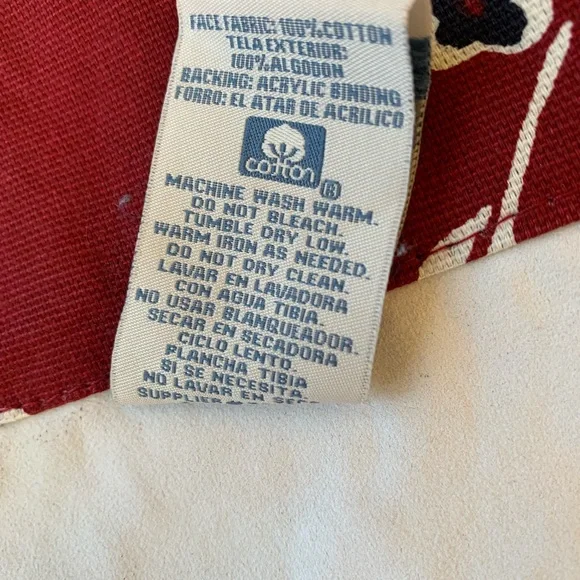 FACE FABRIC: 100% COTTON
TELA EXTERIOR:
100% ALGODON
BACKING: ACRYLIC BINDING
FORRO: EL ATAR DE ACRILICO
cotton ®
MACHINE WASH WARM.
DO NOT BLEACH.
TUMBLE DRY LOW.
WARM IRON AS NEEDED.
DO NOT DRY CLEAN.
LAVAR EN LAVADORA
CON AGUA TIBIA.
NO USAR BLANQUEADOR.
SECAR EN SECADORA
CICLO LENTO.
PLANCHA TIBIA
SI SE NECESITA.
NO LAVAR EN SECO
SUPPLIER